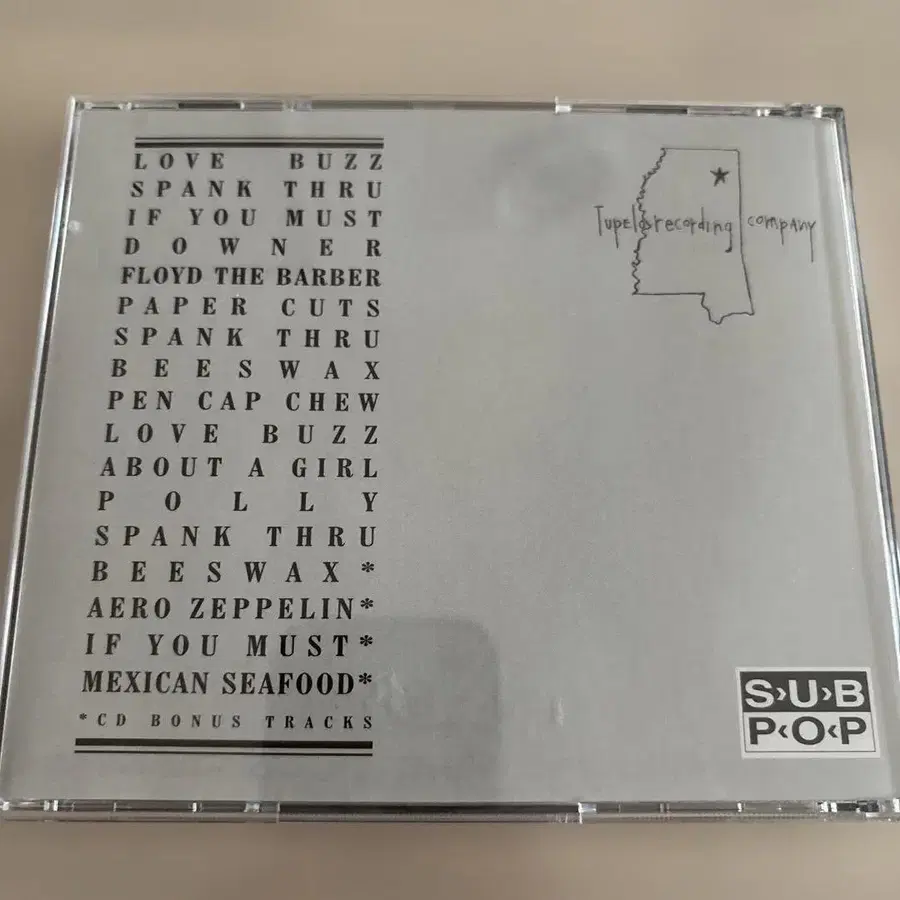 LOVE BUZZ
SPANK THRU
IF YOU MUST
DOWNER
FLOYD THE BARBER
PAPER CUTS
SPANK THRU
BEESWAX
PEN CAP CHEW
LOVE BUZZ
ABOUT A GIRL
POLLY
SPANK THRU
BEESWAX*
AERO ZEPPELIN*
IF YOU MUST*
MEXICAN SEAFOOD*
*CD BONUS TRACKS
Tupelo recording company
S›U›B
P‹O‹P